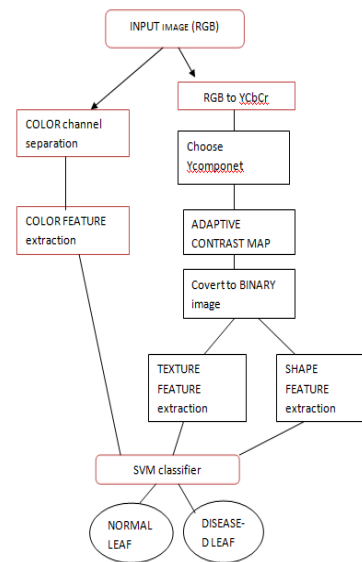 INPUT IMAGE (RGB)
RGB to YCbCr
COLOR channel
separation
Choose
Ycomponet
COLOR FEATURE
extraction
ADAPTIVE
CONTRAST MAP
Covert to BINARY
image
TEXTURE
FEATURE
extraction
SHAPE
FEATURE
extraction
SVM classifier
NORMAL
LEAF
DISEASE-
D LEAF